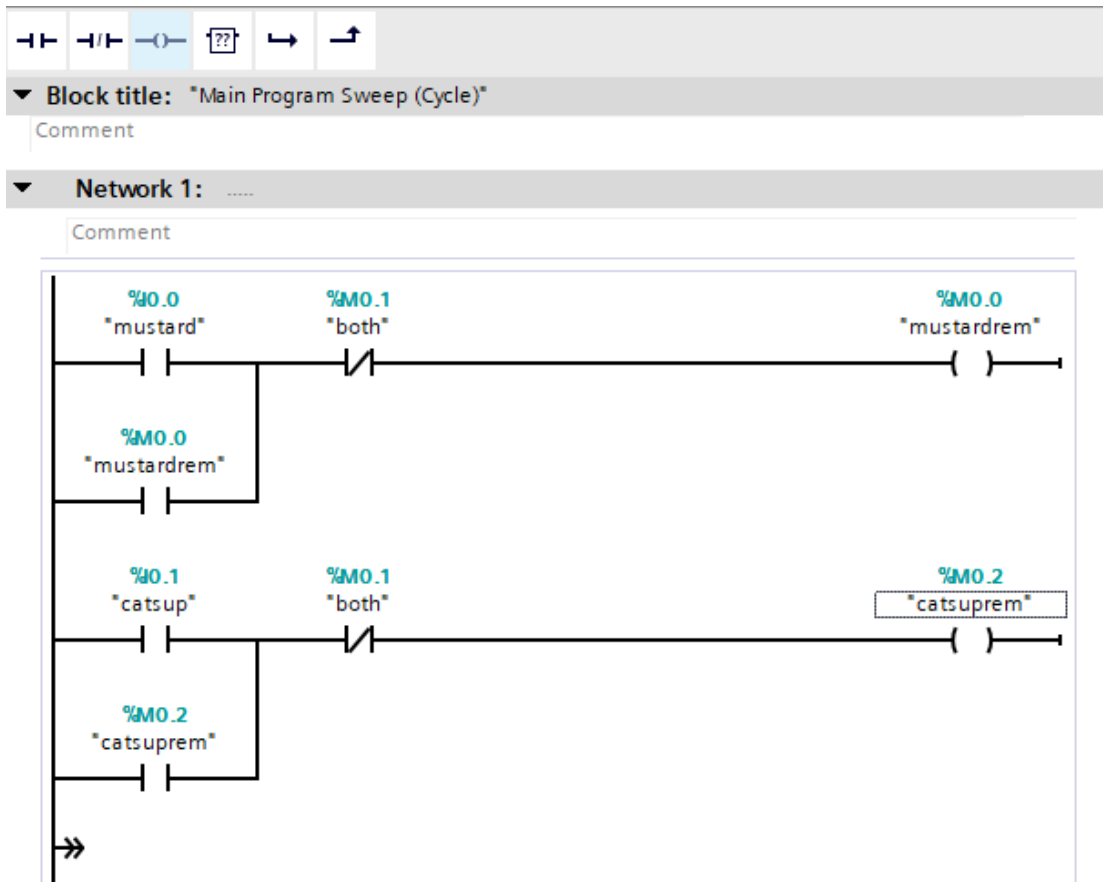 ??
Block title: "Main Program Sweep (Cycle)"
Comment
Network 1: .....
Comment
%I0.0 %M0.1 %M0.0
"mustard" "both" "mustardrem"
%M0.0
"mustardrem"
%I0.1 %M0.1 %M0.2
"catsup" "both" "catsuprem"
%M0.2
"catsuprem"